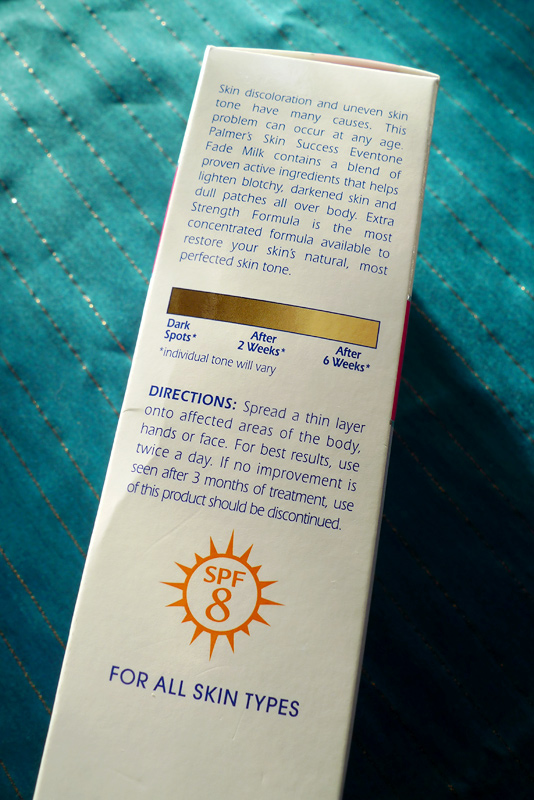 Skin discoloration and uneven skin
tone have many causes. This
problem can occur at any age.
Palmer's Skin Success Eventone
Fade Milk contains a blend of
proven active ingredients that helps
lighten blotchy, darkened skin and
dull patches all over body. Extra
Strength Formula is the most
concentrated formula available to
restore your skin's natural, most
perfected skin tone.
Dark
Spots*
After
2 Weeks*
After
6 Weeks*
*individual tone will vary
DIRECTIONS: Spread a thin layer
onto affected areas of the body,
hands or face. For best results, use
twice a day. If no improvement is
seen after 3 months of treatment, use
of this product should be discontinued.
SPF
8
FOR ALL SKIN TYPES